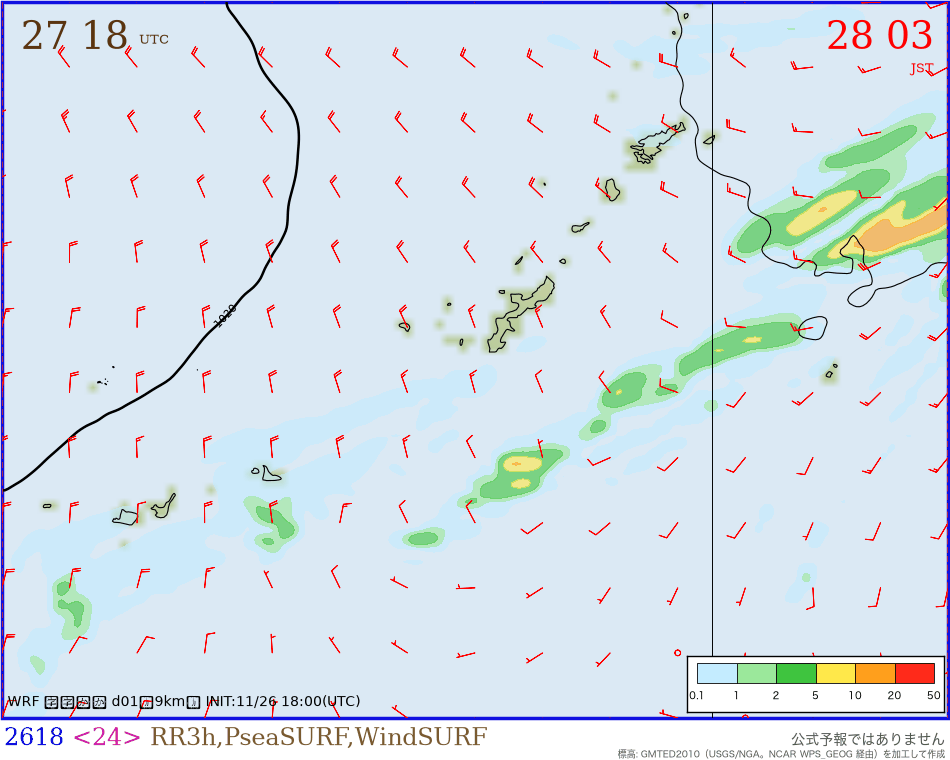 27 18 UTC
28 03
JST
1020
WRF d01 9km INIT:11/26 18:00(UTC)
0.1 1 2 5 10 20 50
2618 <24> RR3h,PseaSURF,WindSURF
公式予報ではありません
標高: GMTED2010（USGS/NGA。NCAR WPS_GEOG 経由）を加工して作成